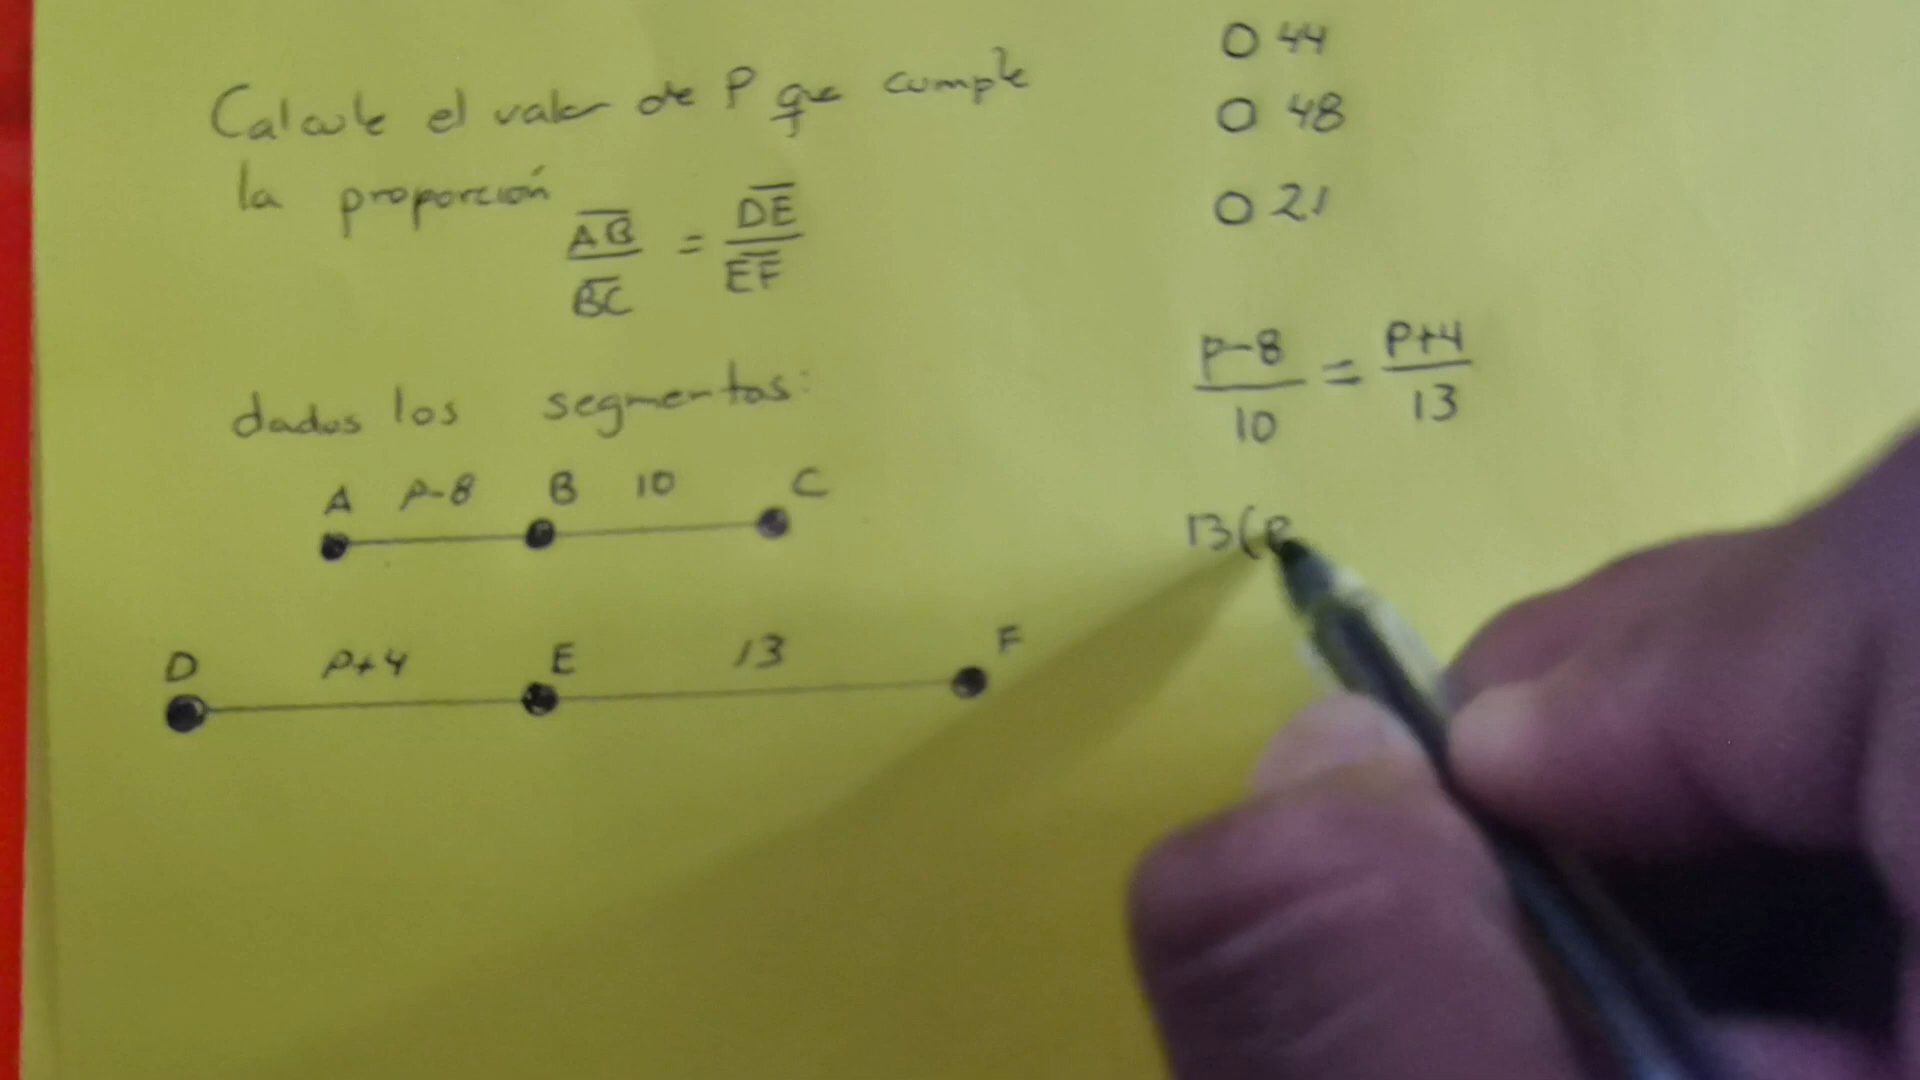 Calcule el valor de P que cumple
la proporción
AB/BC = DE/EF
dados los segmentos:
A P-8 B 10 C
D P+4 E 13 F
O 44
O 48
O 21
P-8/10 = P+4/13
13(P